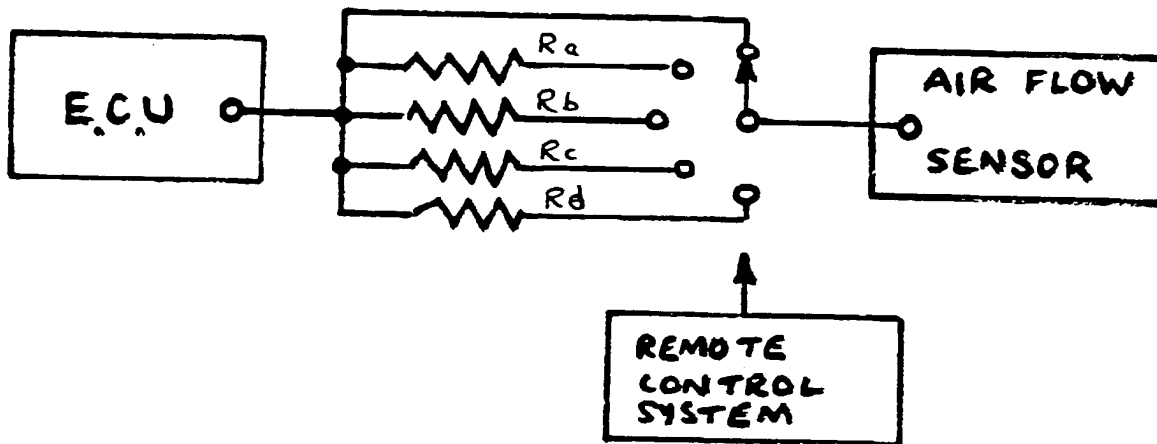 E.C.U
Ra
Rb
Rc
Rd
AIR FLOW
SENSOR
REMOTE
CONTROL
SYSTEM